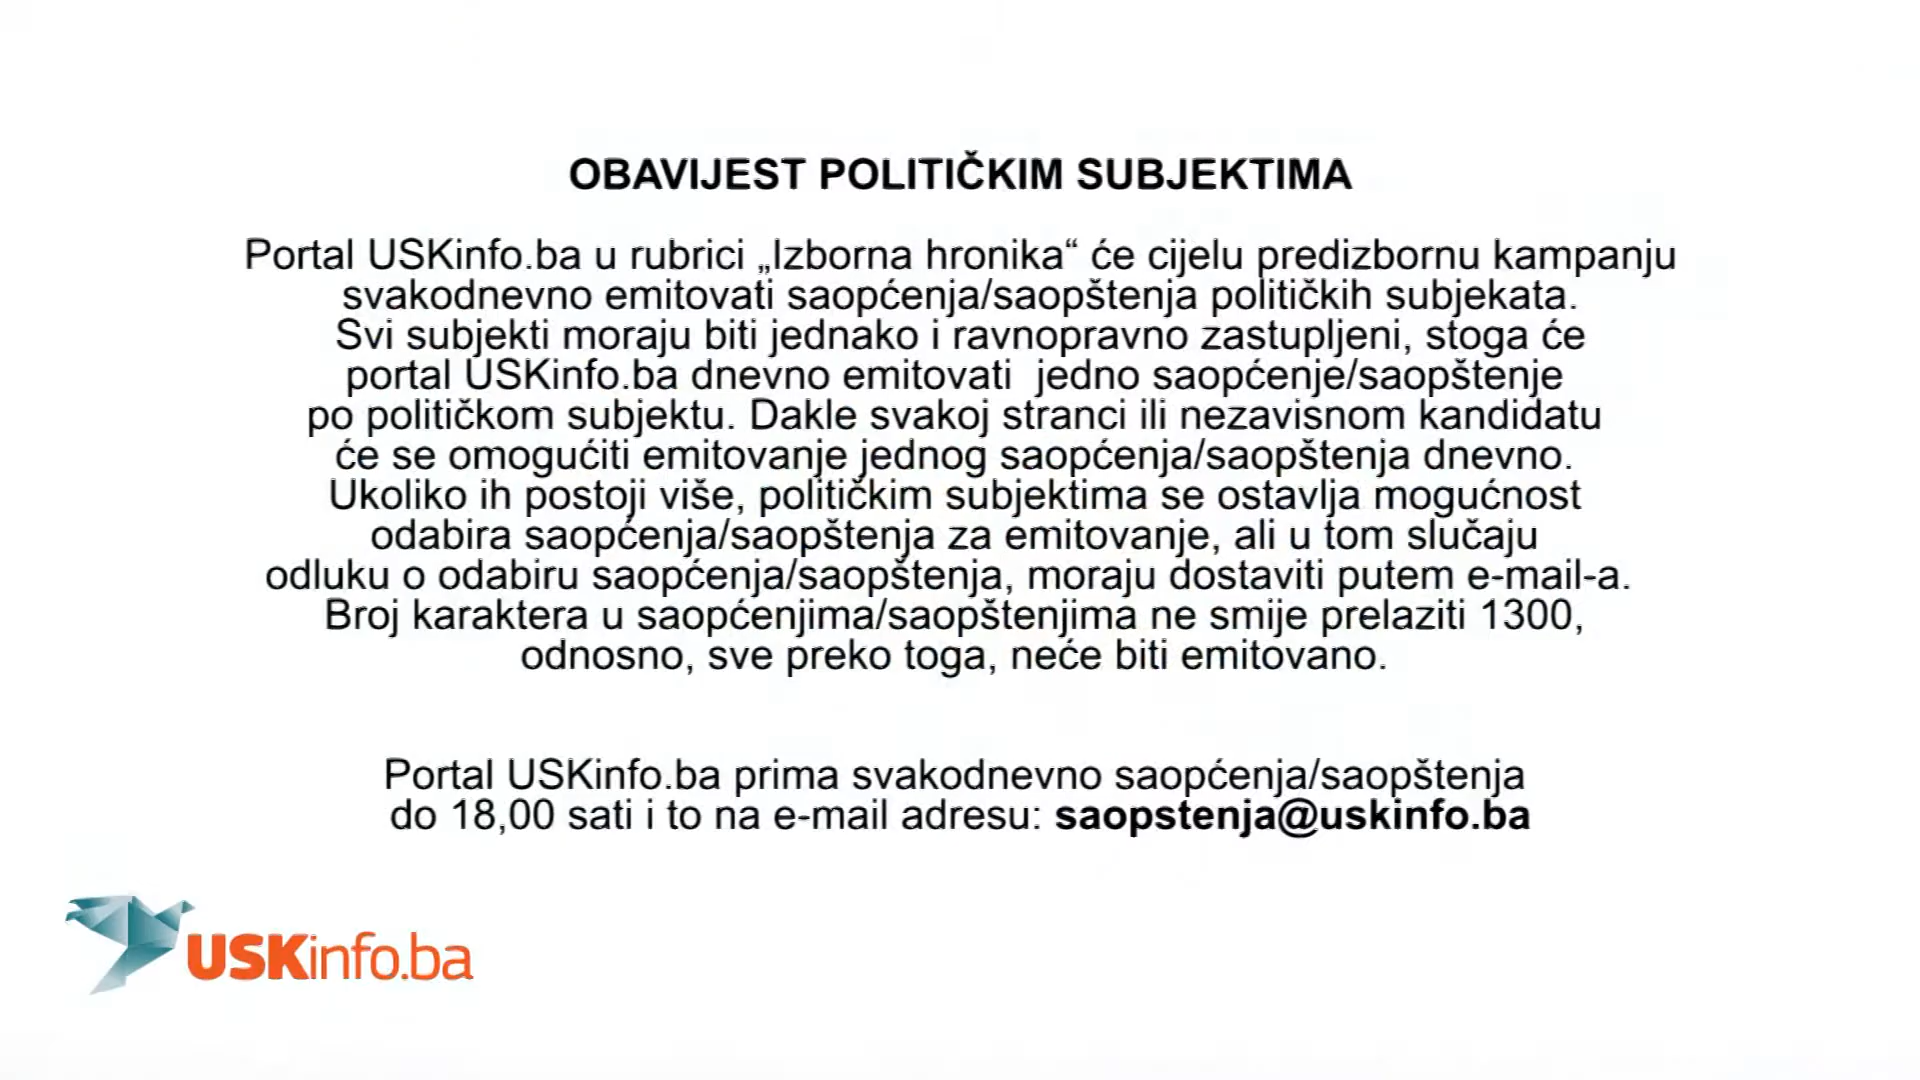 OBAVIJEST POLITIČKIM SUBJEKTIMA
Portal USKinfo.ba u rubrici „Izborna hronika“ će cijelu predizbornu kampanju
svakodnevno emitovati saopćenja/saopštenja političkih subjekata.
Svi subjekti moraju biti jednako i ravnopravno zastupljeni, stoga će
portal USKinfo.ba dnevno emitovati  jedno saopćenje/saopštenje
po političkom subjektu. Dakle svakoj stranci ili nezavisnom kandidatu
će se omogućiti emitovanje jednog saopćenja/saopštenja dnevno.
Ukoliko ih postoji više, političkim subjektima se ostavlja mogućnost
odabira saopćenja/saopštenja za emitovanje, ali u tom slučaju
odluku o odabiru saopćenja/saopštenja, moraju dostaviti putem e-mail-a.
Broj karaktera u saopćenjima/saopštenjima ne smije prelaziti 1300,
odnosno, sve preko toga, neće biti emitovano.
Portal USKinfo.ba prima svakodnevno saopćenja/saopštenja
do 18,00 sati i to na e-mail adresu: saopstenja@uskinfo.ba
USKinfo.ba